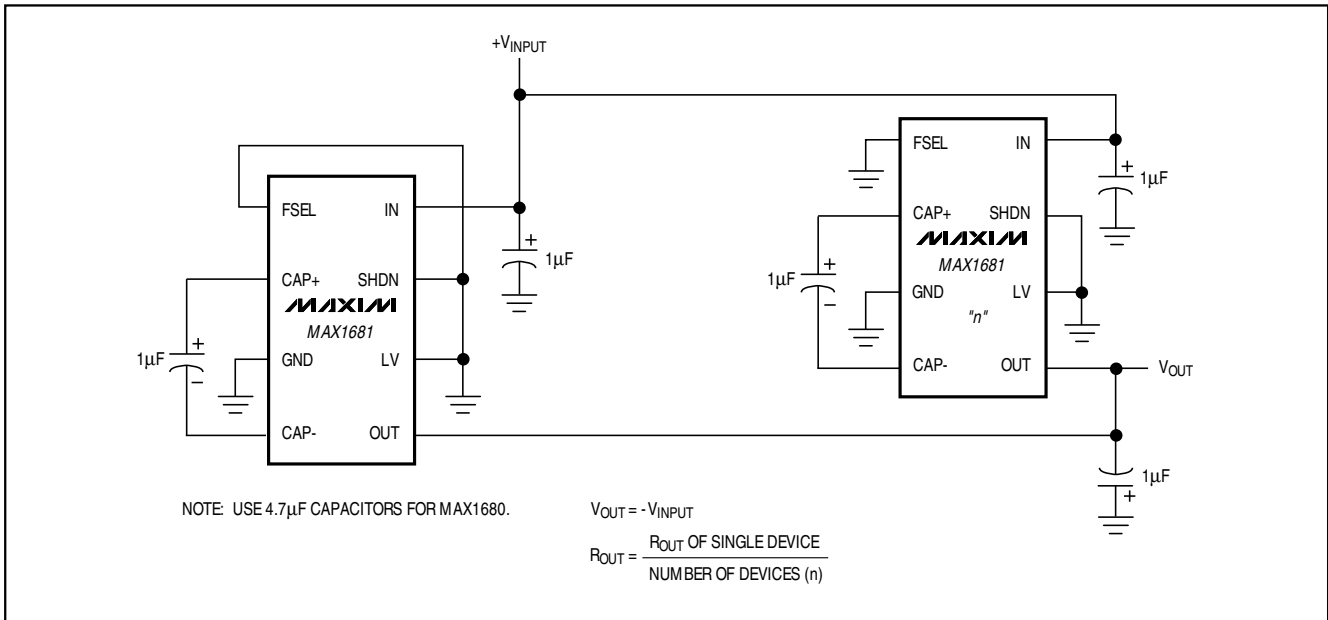 +VINPUT
FSEL IN
CAP+ SHDN
MAXIM
MAX1681
GND LV
CAP- OUT
1µF
+
−
+
1µF
FSEL IN
CAP+ SHDN
MAXIM
MAX1681
GND LV
"n"
CAP- OUT
1µF
+
−
+
1µF
VOUT
1µF
+
NOTE: USE 4.7µF CAPACITORS FOR MAX1680.
VOUT = -VINPUT
ROUT = ROUT OF SINGLE DEVICE
NUMBER OF DEVICES (n)